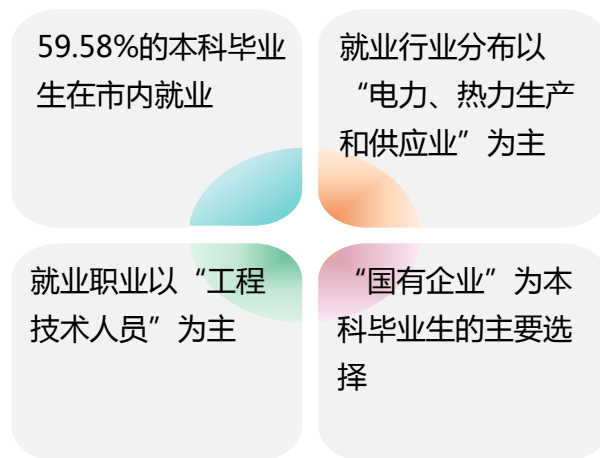 59.58%的本科毕业
生在市内就业
就业行业分布以
“电力、热力生产
和供应业”为主
就业职业以“工程
技术人员”为主
“国有企业”为本
科毕业生的主要选
择